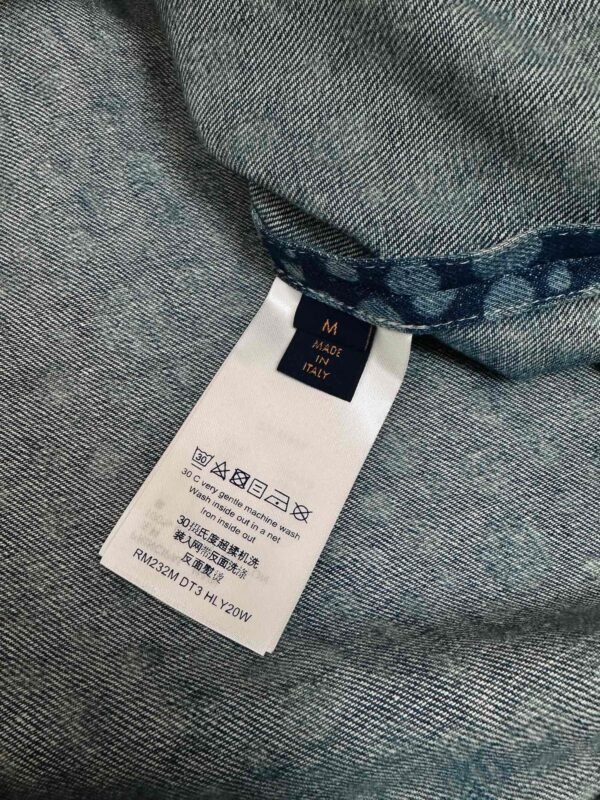 M
MADE
IN
ITALY
30
30 C very gentle machine wash
Wash inside out in a net
Iron inside out
30摄氏度超揉机洗
装入网带反面洗涤
反面熨烫
RM232M DT3 HLY20W